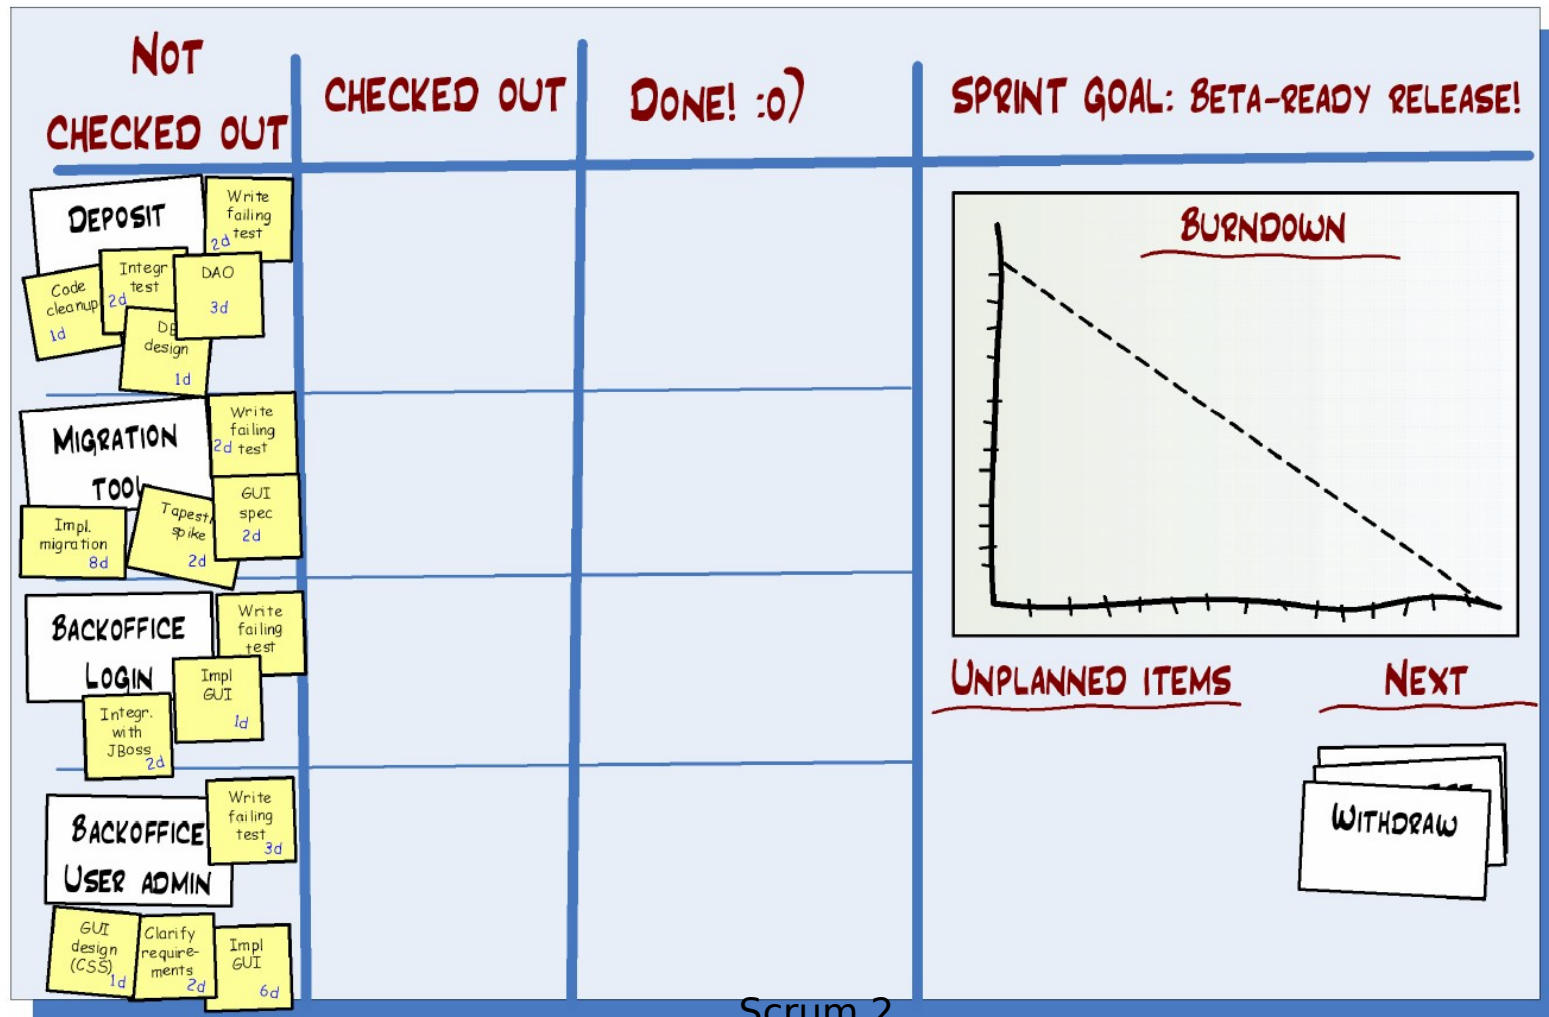 NOT
CHECKED OUT
CHECKED OUT
DONE! :o)
SPRINT GOAL: BETA-READY RELEASE!
DEPOSIT
Write
failing
test
2d
Code
cleanup
1d
Integr
test
2d
DAO
3d
design
1d
MIGRATION
TOOL
Write
failing
test
2d
Impl.
migration
8d
spike
2d
GUI
spec
2d
BACKOFFICE
LOGIN
Write
failing
test
Impl
GUI
1d
Integr.
with
JBoss
2d
BACKOFFICE
USER ADMIN
Write
failing
test
3d
GUI
design
(CSS)
1d
Clarify
require-
ments
2d
Impl
GUI
6d
BURNDOWN
UNPLANNED ITEMS
NEXT
WITHDRAW
Scrum 2